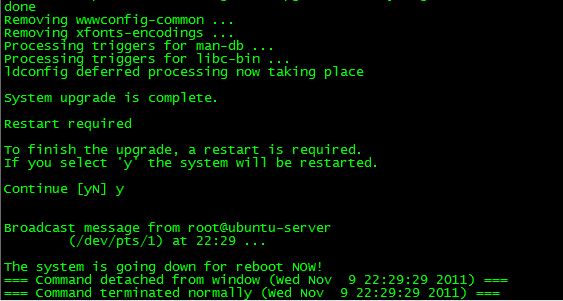 done
Removing wwwconfig-common ...
Removing xfonts-encodings ...
Processing triggers for man-db ...
Processing triggers for libc-bin ...
ldconfig deferred processing now taking place
System upgrade is complete.
Restart required
To finish the upgrade, a restart is required.
If you select 'y' the system will be restarted.
Continue [yN] y
Broadcast message from root@ubuntu-server
(/dev/pts/1) at 22:29 ...
The system is going down for reboot NOW!
=== Command detached from window (Wed Nov  9 22:29:29 2011) ===
=== Command terminated normally (Wed Nov  9 22:29:29 2011) ===